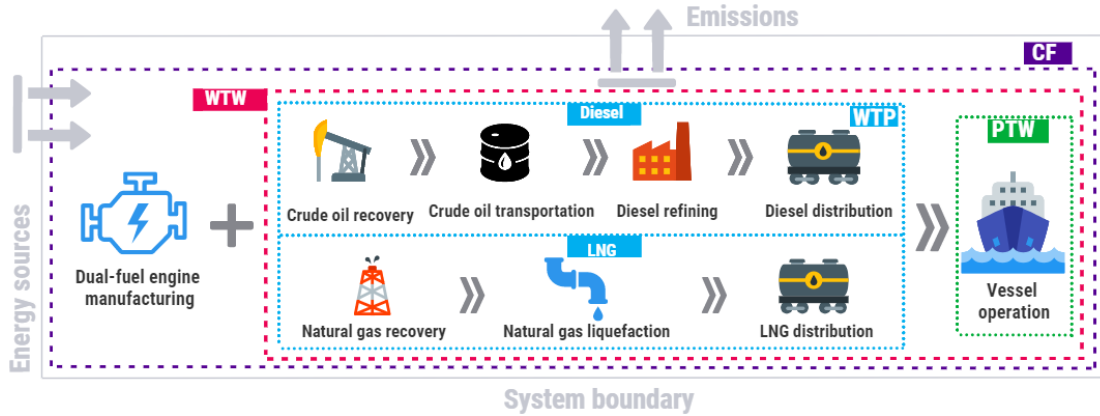 Emissions
CF
WTW
Diesel
WTP
PTW
Crude oil recovery
Crude oil transportation
Diesel refining
Diesel distribution
LNG
Energy sources
Dual-fuel engine
manufacturing
Natural gas recovery
Natural gas liquefaction
LNG distribution
Vessel
operation
System boundary